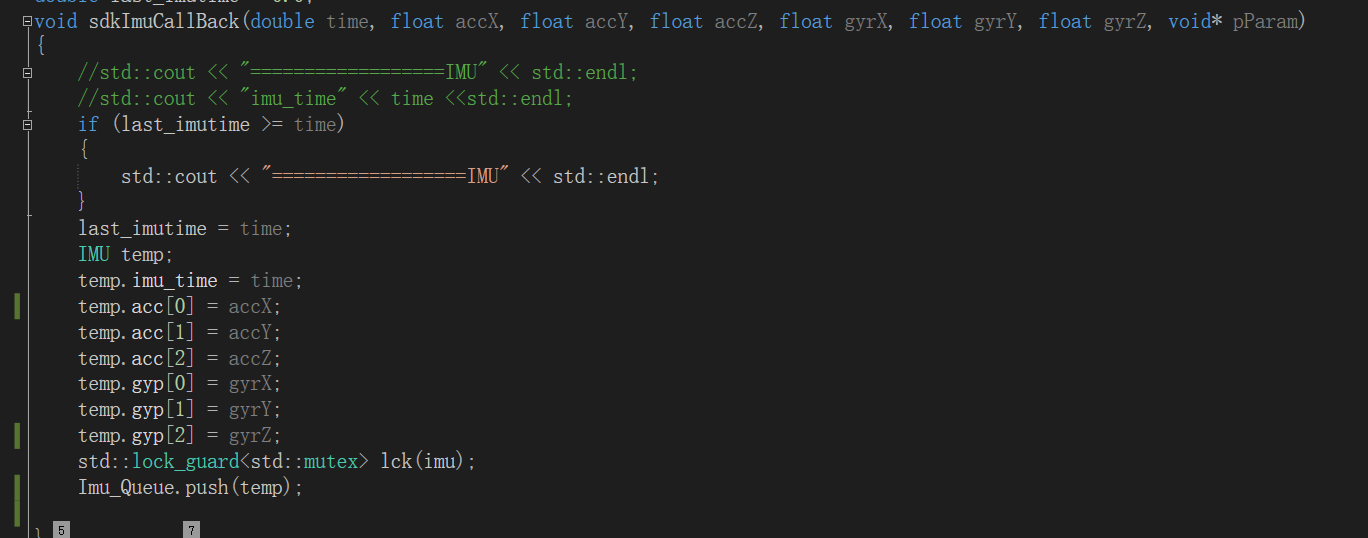 void sdkImuCallBack(double time, float accX, float accY, float accZ, float gyrX, float gyrY, float gyrZ, void* pParam)
{
//std::cout << "==================IMU" << std::endl;
//std::cout << "imu_time" << time <<std::endl;
if (last_imutime >= time)
{
std::cout << "==================IMU" << std::endl;
}
last_imutime = time;
IMU temp;
temp.imu_time = time;
temp.acc[0] = accX;
temp.acc[1] = accY;
temp.acc[2] = accZ;
temp.gyp[0] = gyrX;
temp.gyp[1] = gyrY;
temp.gyp[2] = gyrZ;
std::lock_guard<std::mutex> lck(imu);
Imu_Queue.push(temp);
}
5 7